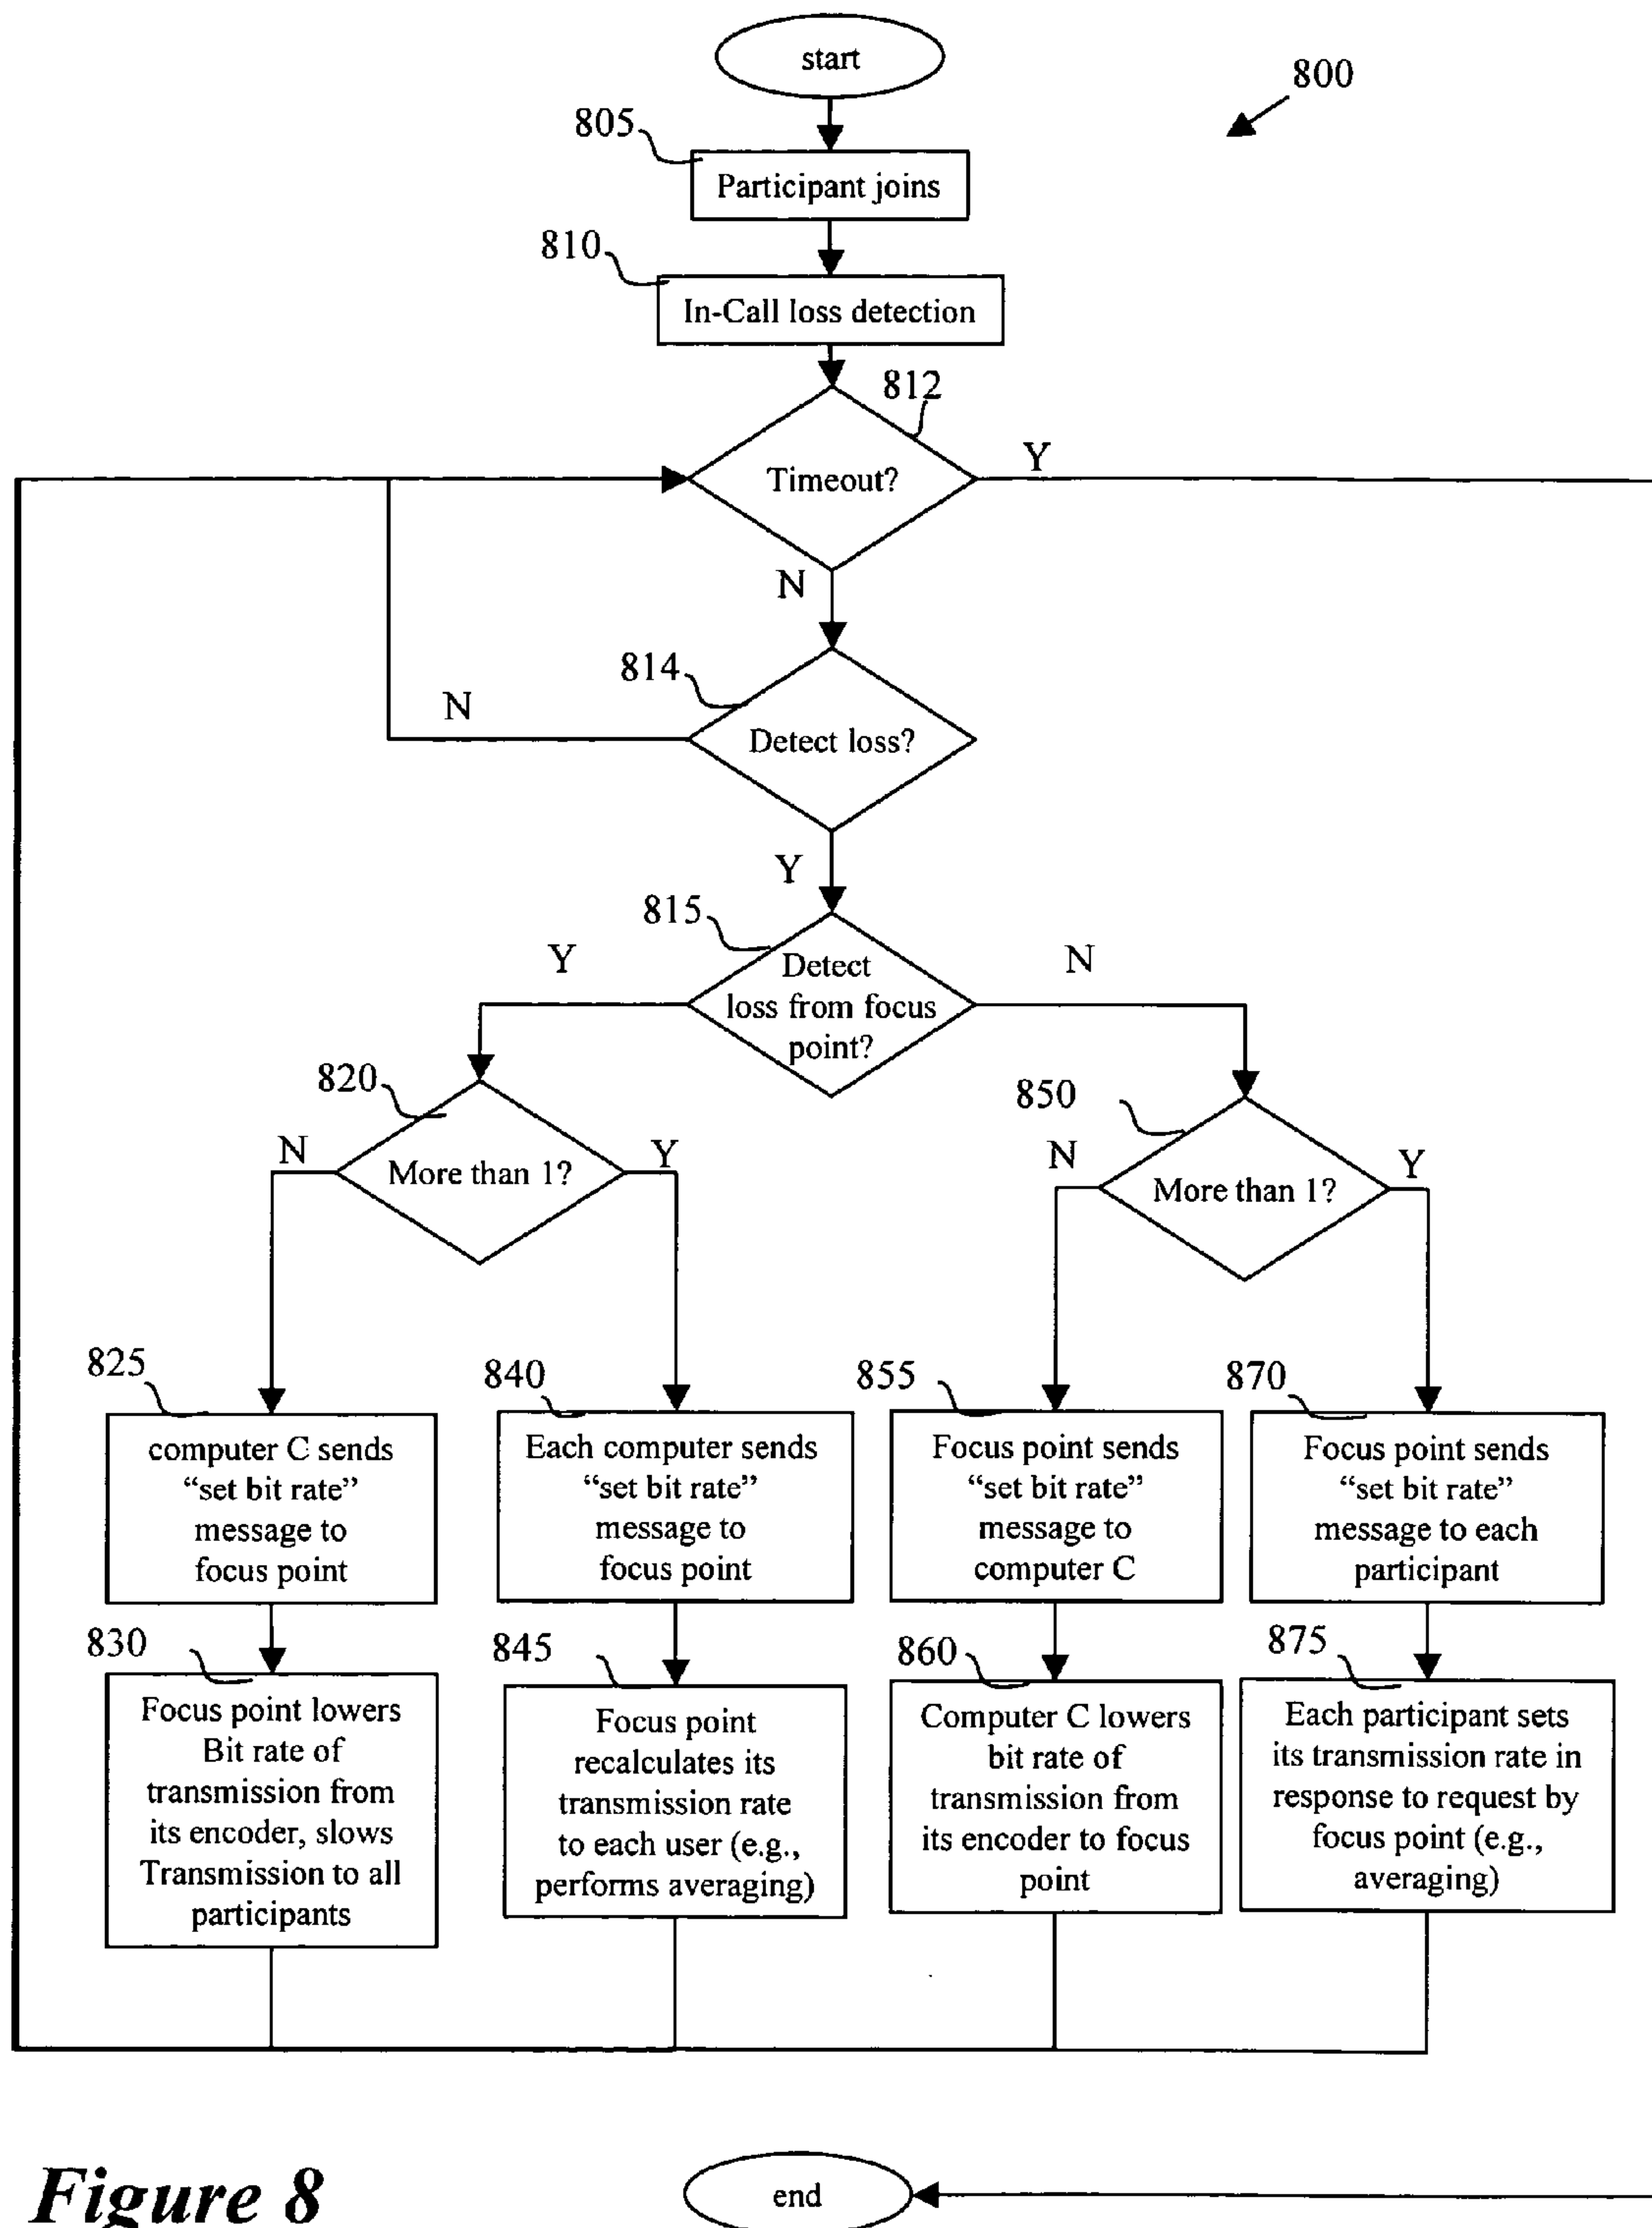 start
800
805
Participant joins
810
In-Call loss detection
812
Timeout?
Y
N
814
N
Detect loss?
Y
815
Y
N
Detect
loss from focus
point?
820
850
N
More than 1?
Y
N
More than 1?
Y
825
computer C sends
“set bit rate”
message to
focus point
840
Each computer sends
“set bit rate”
message to
focus point
855
Focus point sends
“set bit rate”
message to
computer C
870
Focus point sends
“set bit rate”
message to each
participant
830
Focus point lowers
Bit rate of
transmission from
its encoder, slows
Transmission to all
participants
845
Focus point
recalculates its
transmission rate
to each user (e.g.,
performs averaging)
860
Computer C lowers
bit rate of
transmission from
its encoder to focus
point
875
Each participant sets
its transmission rate in
response to request by
focus point (e.g.,
averaging)
Figure 8
end